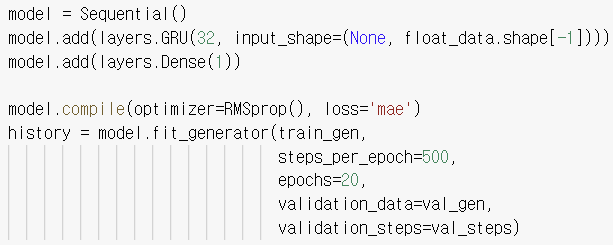 model = Sequential()
model.add(layers.GRU(32, input_shape=(None, float_data.shape[-1])))
model.add(layers.Dense(1))

model.compile(optimizer=RMSprop(), loss='mae')
history = model.fit_generator(train_gen,
                              steps_per_epoch=500,
                              epochs=20,
                              validation_data=val_gen,
                              validation_steps=val_steps)